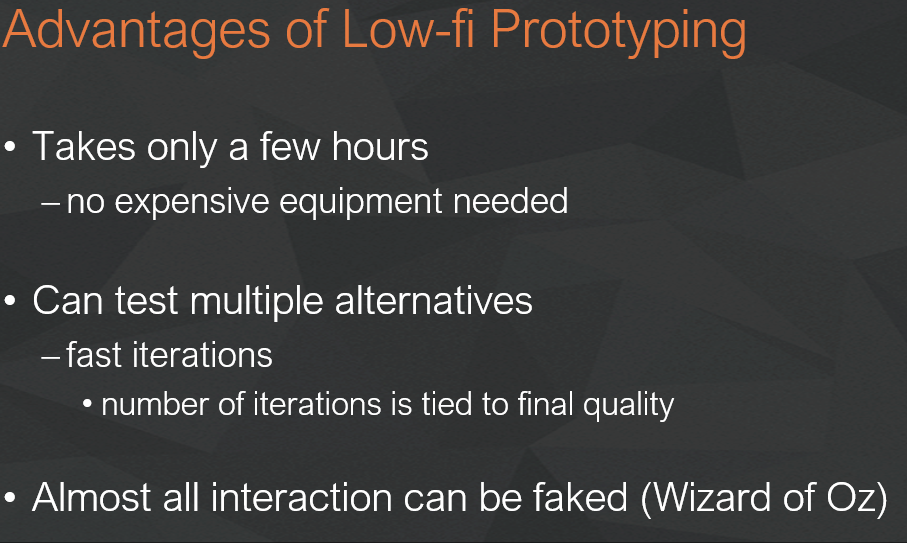 Advantages of Low-fi Prototyping
• Takes only a few hours
– no expensive equipment needed
• Can test multiple alternatives
– fast iterations
• number of iterations is tied to final quality
• Almost all interaction can be faked (Wizard of Oz)